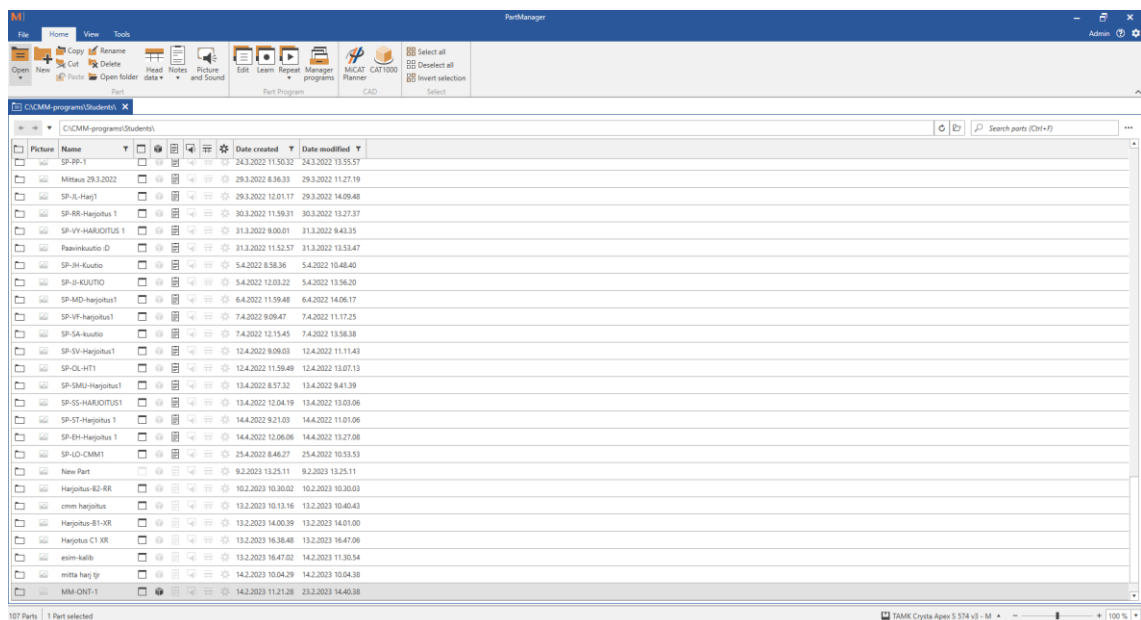 PartManager
File Home View Tools Admin
Open New Copy Rename Cut Delete Paste Open folder Head data Notes Picture and Sound Edit Learn Repeat Manager programs MiCAT Planner CAT1000 Select all Deselect all Invert selection
Part Part Program CAD Select
C:\CMM-programs\Students\
C:\CMM-programs\Students\ Search parts (Ctrl+F)
Picture Name Date created Date modified
SP-PP-1 24.3.2022 11.50.32 24.3.2022 13.55.57
Mittaus 29.3.2022 29.3.2022 8.36.33 29.3.2022 11.27.19
SP-JL-Harj1 29.3.2022 12.01.17 29.3.2022 14.09.48
SP-RR-Harjoitus 1 30.3.2022 11.59.31 30.3.2022 13.27.37
SP-VY-HARJOITUS 1 31.3.2022 9.00.01 31.3.2022 9.43.35
Paavinkuutio :D 31.3.2022 11.52.57 31.3.2022 13.53.47
SP-JH-Kuutio 5.4.2022 8.58.36 5.4.2022 10.48.40
SP-JJ-KUUTIO 5.4.2022 12.03.22 5.4.2022 13.56.20
SP-MD-harjoitus1 6.4.2022 11.59.48 6.4.2022 14.06.17
SP-VF-harjoitus1 7.4.2022 9.09.47 7.4.2022 11.17.25
SP-SA-kuutio 7.4.2022 12.15.45 7.4.2022 13.58.38
SP-SV-Harjoitus1 12.4.2022 9.09.03 12.4.2022 11.11.43
SP-OL-HT1 12.4.2022 11.59.49 12.4.2022 13.07.13
SP-SMU-Harjoitus1 13.4.2022 8.57.32 13.4.2022 9.41.39
SP-SS-HARJOITUS1 13.4.2022 12.04.19 13.4.2022 13.03.06
SP-ST-Harjoitus 1 14.4.2022 9.21.03 14.4.2022 11.01.06
SP-EH-Harjoitus 1 14.4.2022 12.06.06 14.4.2022 13.27.08
SP-LO-CMM1 25.4.2022 8.46.27 25.4.2022 10.53.53
New Part 9.2.2023 13.25.11 9.2.2023 13.25.11
Harjoitus-B2-RR 10.2.2023 10.30.02 10.2.2023 10.30.03
cmm harjoitus 13.2.2023 10.13.16 13.2.2023 10.40.43
Harjoitus-B1-XR 13.2.2023 14.00.39 13.2.2023 14.01.00
Harjotus C1 XR 13.2.2023 16.38.48 13.2.2023 16.47.06
esim-kalib 13.2.2023 16.47.02 14.2.2023 11.30.54
mitta harj tjr 14.2.2023 10.04.29 14.2.2023 10.04.38
MM-ONT-1 14.2.2023 11.21.28 23.2.2023 14.40.38
107 Parts 1 Part selected TAMK Crysta Apex S 574 v3 - M 100 %